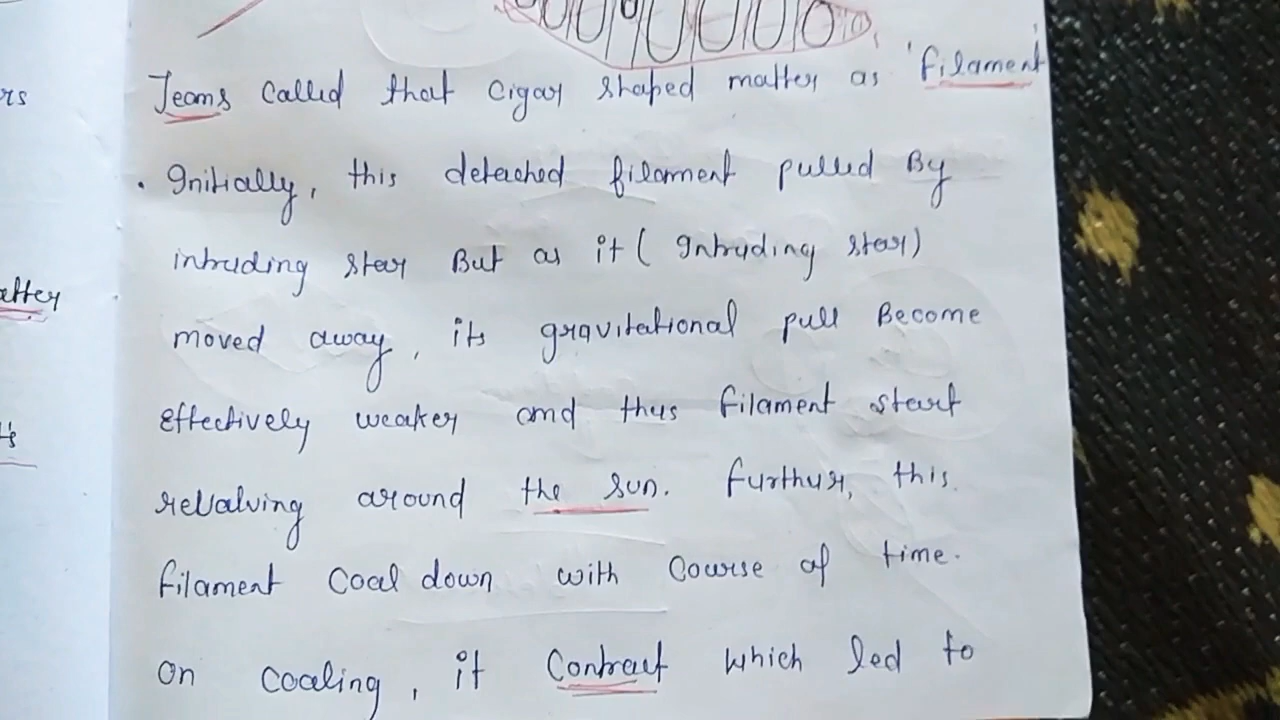 rs
Jeans called that cigar shaped matter as 'filament
• Initially, this detached filament pulled By
atter
intruding star But as it ( Intruding star)
moved away, its gravitational pull Become
t's
effectively weaker and thus filament start
revolving around the sun. Further, this
filament cool down with course of time.
On cooling, it Contract which led to